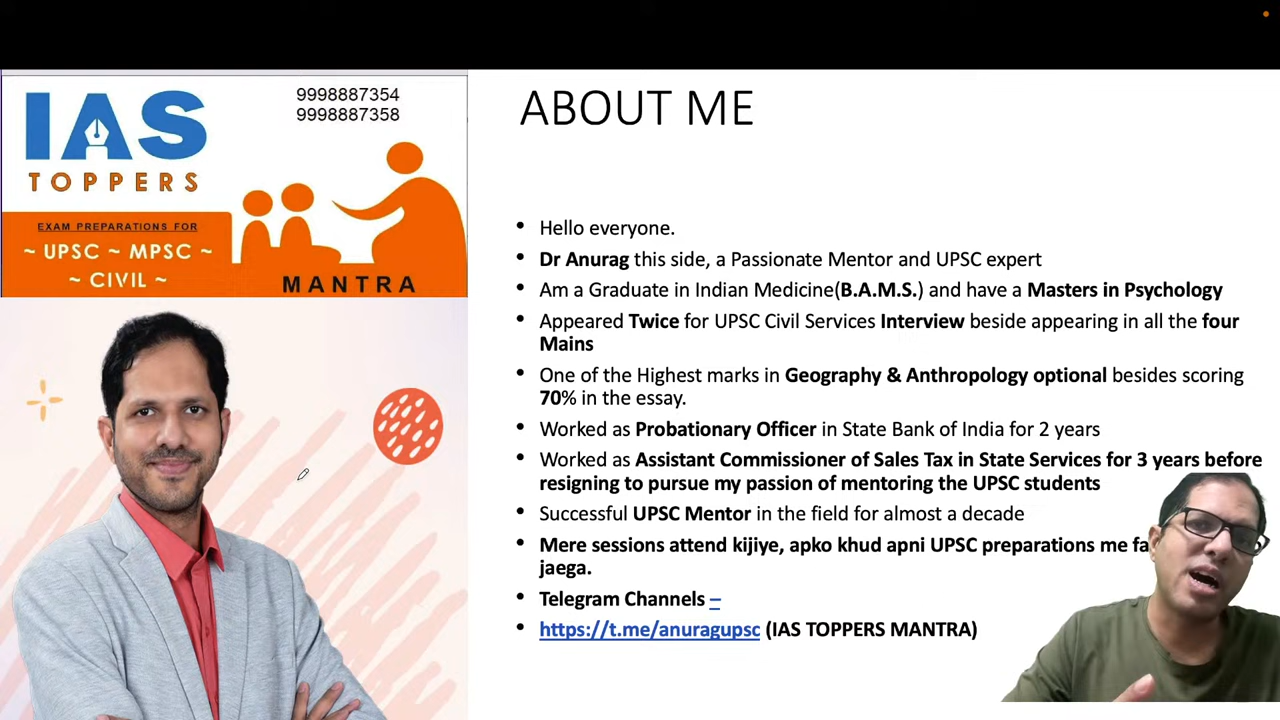 IAS
TOPPERS
9998887354
9998887358
EXAM PREPARATIONS FOR
~ UPSC ~ MPSC ~
~ CIVIL ~
MANTRA
ABOUT ME
• Hello everyone.
• Dr Anurag this side, a Passionate Mentor and UPSC expert
• Am a Graduate in Indian Medicine(B.A.M.S.) and have a Masters in Psychology
• Appeared Twice for UPSC Civil Services Interview beside appearing in all the four
Mains
• One of the Highest marks in Geography & Anthropology optional besides scoring
70% in the essay.
• Worked as Probationary Officer in State Bank of India for 2 years
• Worked as Assistant Commissioner of Sales Tax in State Services for 3 years before
resigning to pursue my passion of mentoring the UPSC students
• Successful UPSC Mentor in the field for almost a decade
• Mere sessions attend kijiye, apko khud apni UPSC preparations me
jaega.
• Telegram Channels –
• https://t.me/anuragupsc (IAS TOPPERS MANTRA)